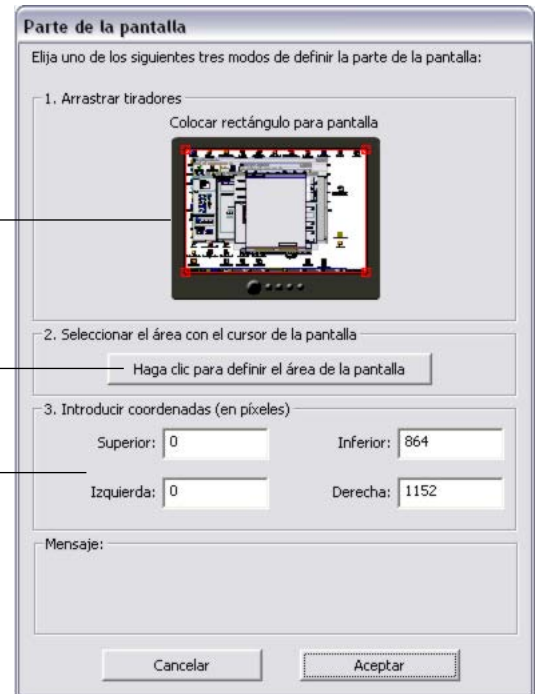 Parte de la pantalla
Elija uno de los siguientes tres modos de definir la parte de la pantalla:
1. Arrastrar tiradores
Colocar rectángulo para pantalla
2. Seleccionar el área con el cursor de la pantalla
Haga clic para definir el área de la pantalla
3. Introducir coordenadas (en píxeles)
Superior: 0 Inferior: 864
Izquierda: 0 Derecha: 1152
Mensaje:
Cancelar Aceptar